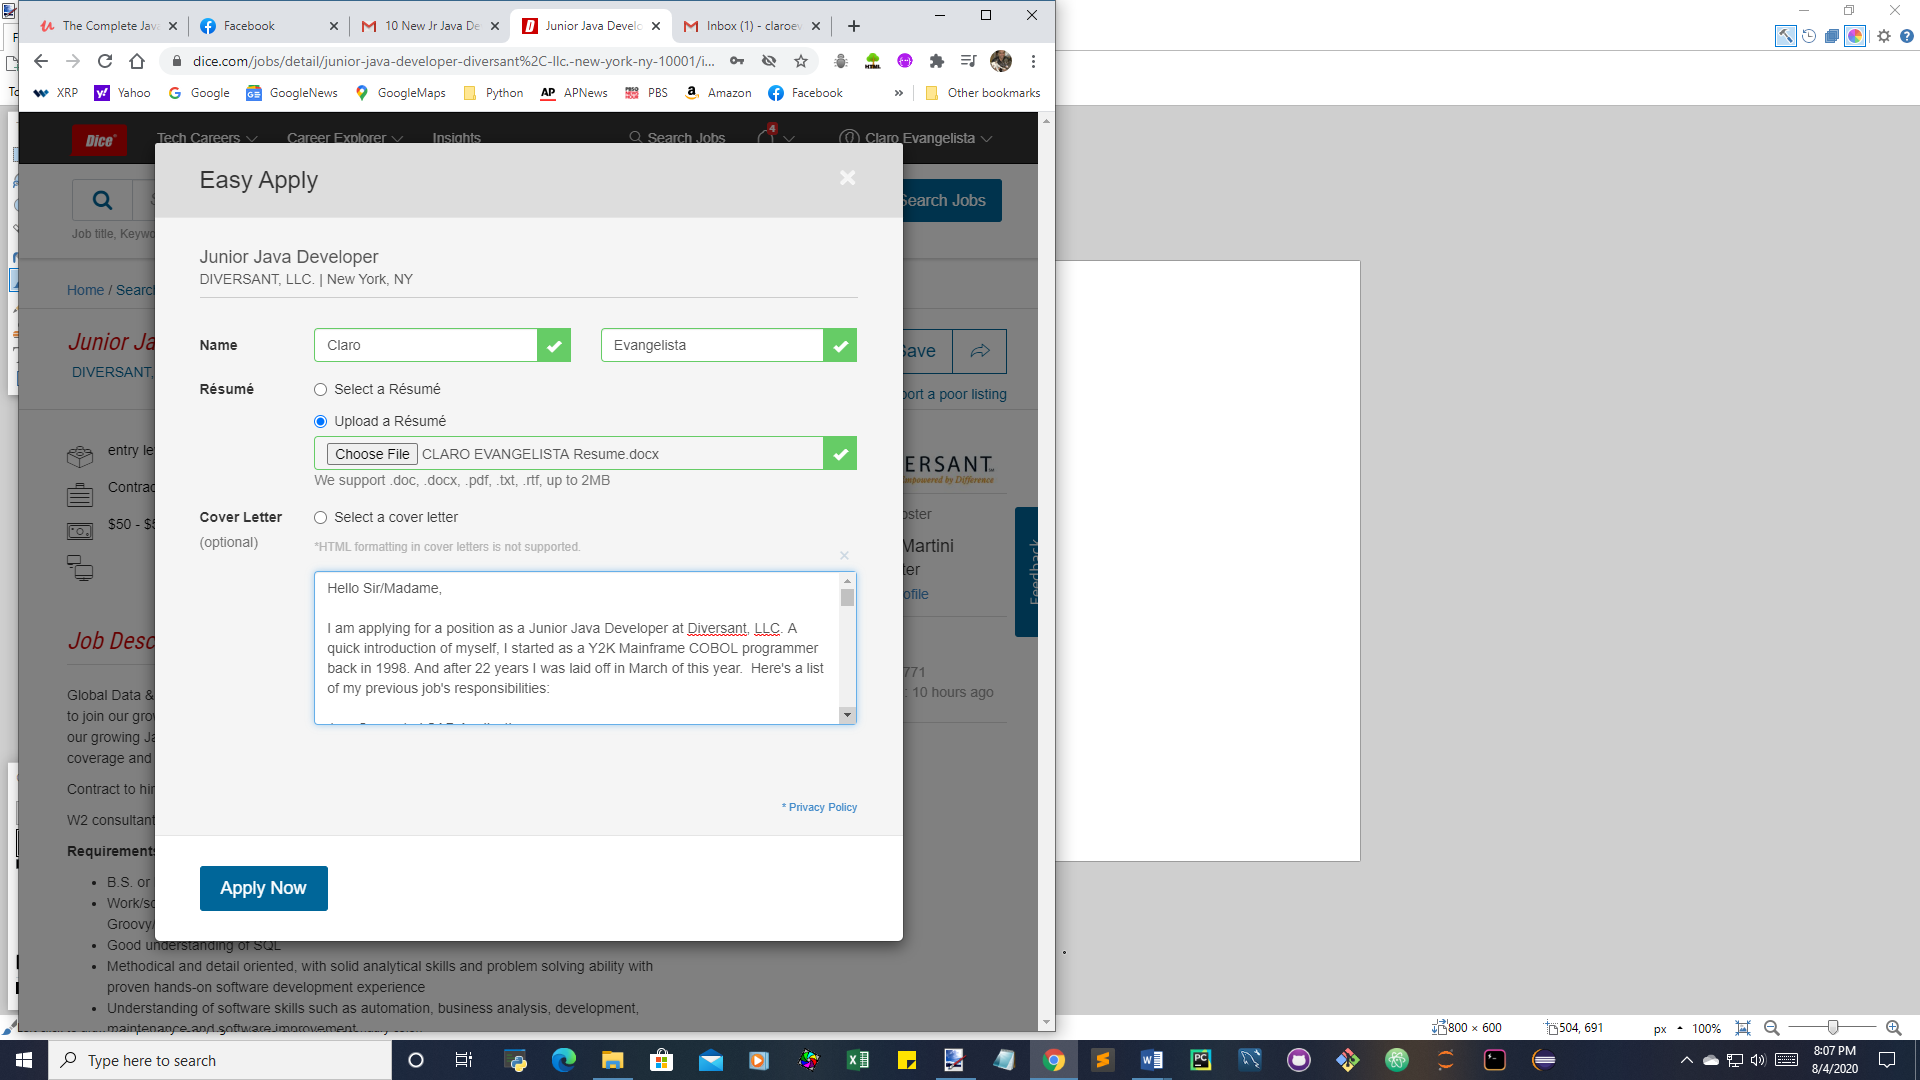 The Complete Jav
Facebook
10 New Jr Java De
Junior Java Develo
Inbox (1) - claroev
dice.com/jobs/detail/junior-java-developer-diversant%2C-llc.-new-york-ny-10001/i...
XRP
Yahoo
Google
GoogleNews
GoogleMaps
Python
APNews
PBS
Amazon
Facebook
»
Other bookmarks
Dice
Tech Careers
Career Explorer
Insights
Search Jobs
4
Claro Evangelista
Easy Apply
Search Jobs
Job title, Keywo
Junior Java Developer
DIVERSANT, LLC. | New York, NY
Home / Searc
Junior Ja
DIVERSANT,
Name
Claro
Evangelista
Save
Résumé
Select a Résumé
port a poor listing
Upload a Résumé
Choose File CLARO EVANGELISTA Resume.docx
We support .doc, .docx, .pdf, .txt, .rtf, up to 2MB
entry le
Contrac
$50 - $5
ERSANT
Empowered by Difference
Cover Letter
(optional)
Select a cover letter
*HTML formatting in cover letters is not supported.
oster
Martini
ter
ofile
Feedback
Hello Sir/Madame,
I am applying for a position as a Junior Java Developer at Diversant, LLC. A
quick introduction of myself, I started as a Y2K Mainframe COBOL programmer
back in 1998. And after 22 years I was laid off in March of this year.  Here's a list
of my previous job's responsibilities:
771
: 10 hours ago
Job Desc
Global Data &
to join our grov
our growing Ja
coverage and
Contract to hir
W2 consultant
Requirements
* Privacy Policy
Apply Now
B.S. or
Work/sc
Groovy/
Good understanding of SQL
Methodical and detail oriented, with solid analytical skills and problem solving ability with
proven hands-on software development experience
Understanding of software skills such as automation, business analysis, development,
maintenance and software improvement
800 × 600
504, 691
px
100%
Type here to search
8:07 PM
8/4/2020